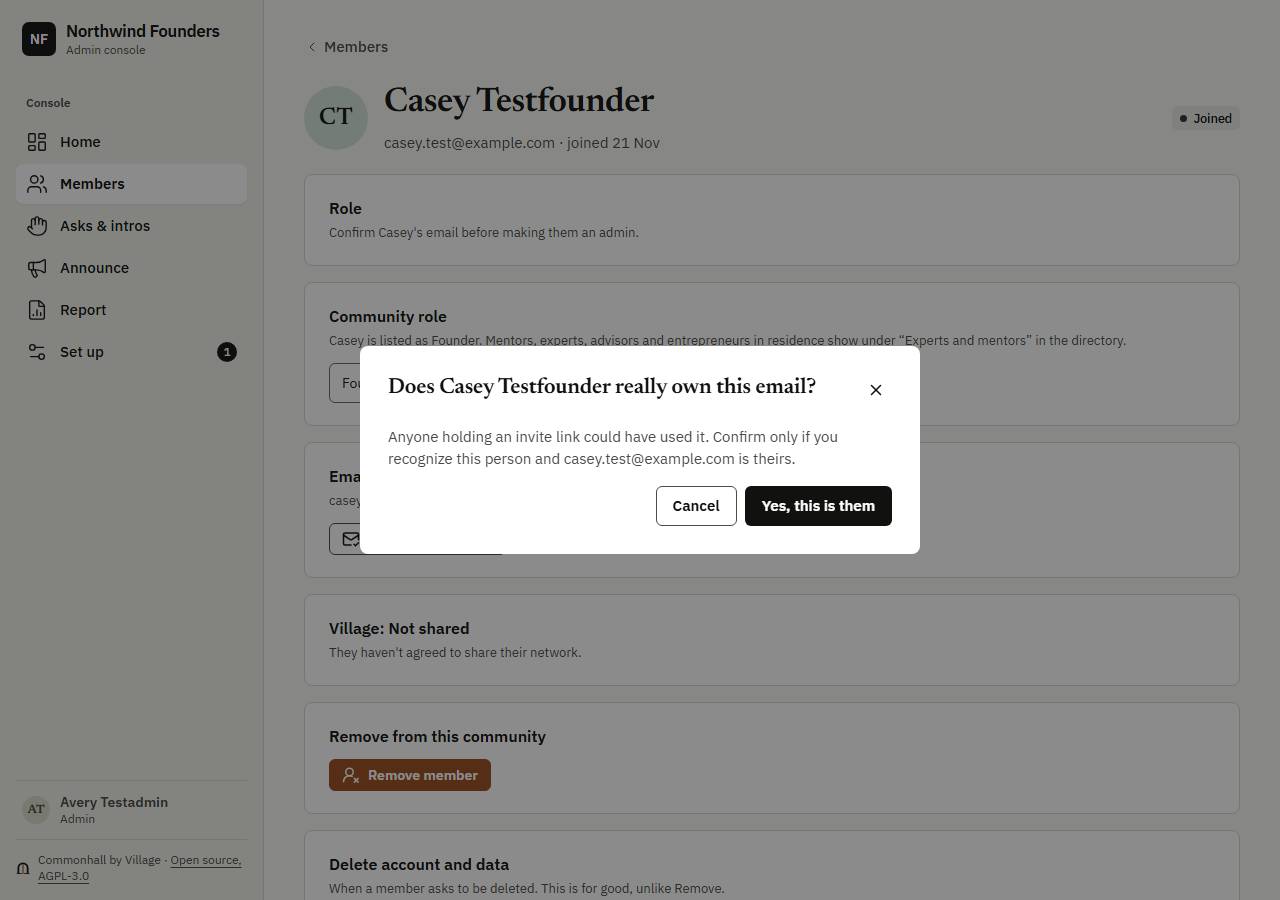 NF
Northwind Founders
Admin console
Console
Home
Members
Asks & intros
Announce
Report
Set up
1
AT
Avery Testadmin
Admin
Commonhall by Village · Open source,
AGPL-3.0
Members
CT
Casey Testfounder
casey.test@example.com · joined 21 Nov
Joined
Role
Confirm Casey's email before making them an admin.
Community role
Casey is listed as Founder. Mentors, experts, advisors and entrepreneurs in residence show under “Experts and mentors” in the directory.
Does Casey Testfounder really own this email?
Anyone holding an invite link could have used it. Confirm only if you
recognize this person and casey.test@example.com is theirs.
Cancel
Yes, this is them
Village: Not shared
They haven't agreed to share their network.
Remove from this community
Remove member
Delete account and data
When a member asks to be deleted. This is for good, unlike Remove.